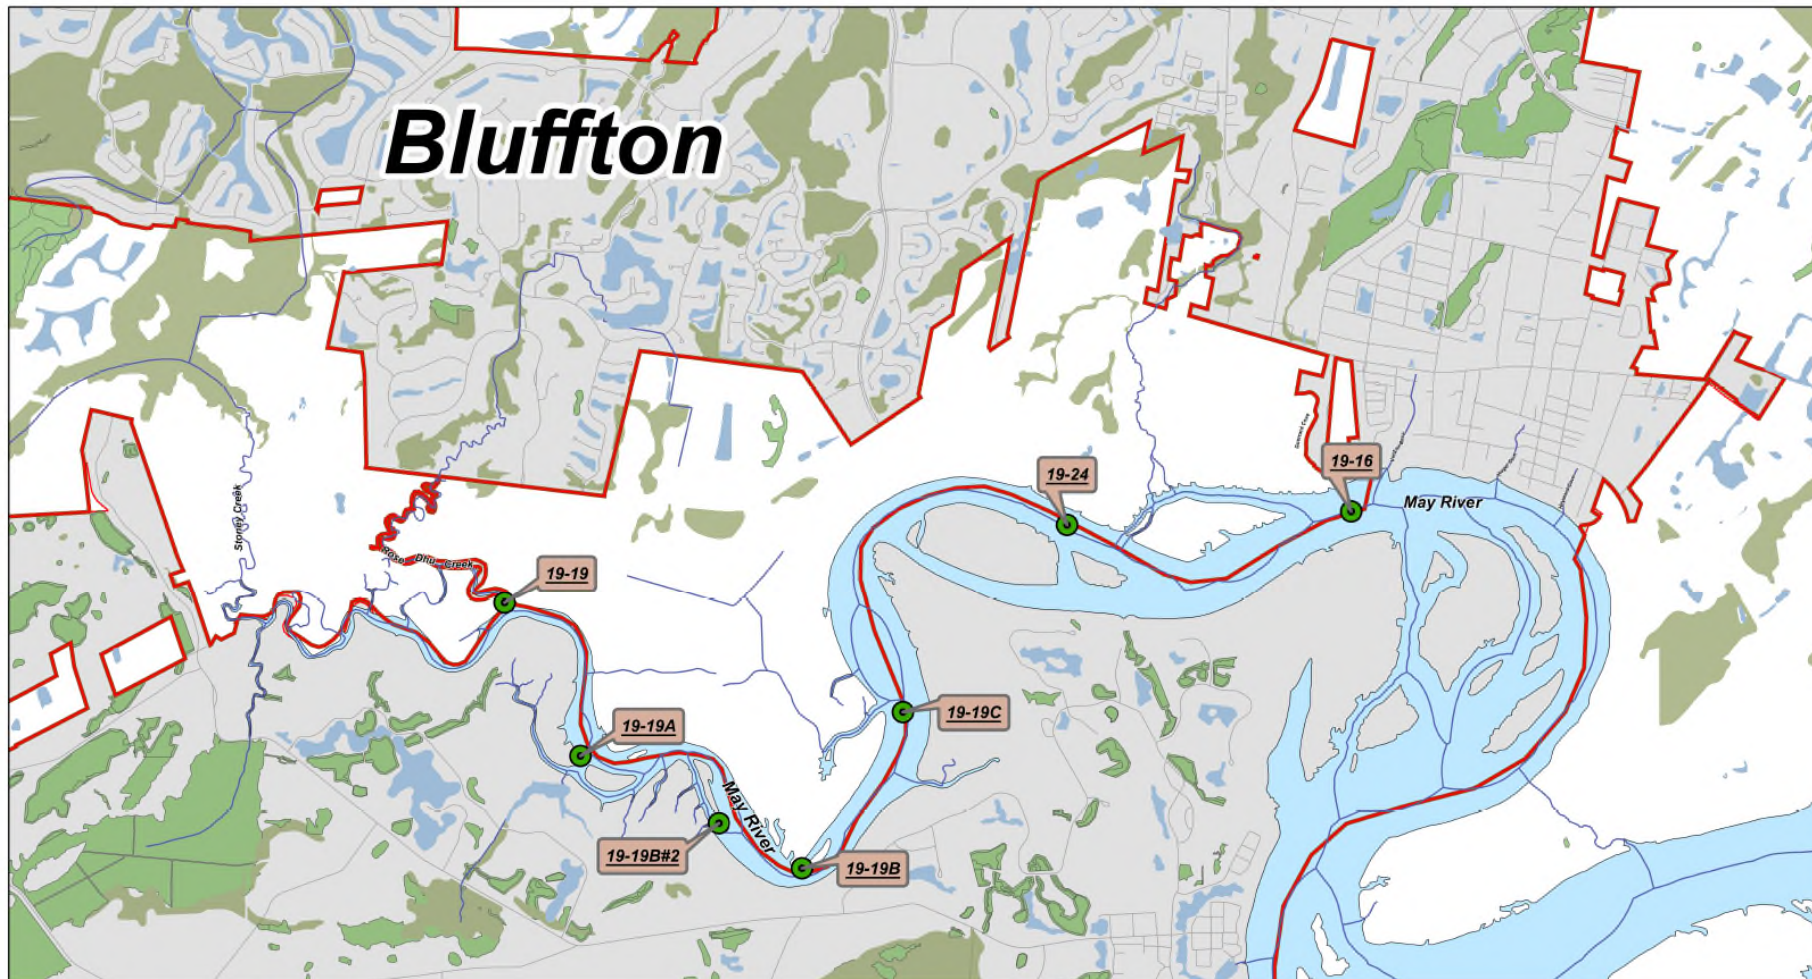 Bluffton
19-24
19-16
May River
Stoney Creek
Rose Dhu Creek
19-19
19-19A
19-19C
May River
19-19B#2
19-19B